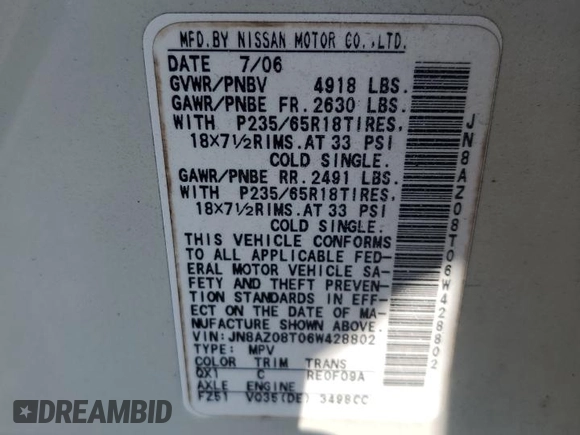 MFD.BY NISSAN MOTOR CO.,LTD.
DATE 7/06
GVWR/PNBV 4918 LBS.
GAWR/PNBE FR. 2630 LBS.
WITH P235/65R18TIRES,
18×7½RIMS.AT 33 PSI
COLD SINGLE.
GAWR/PNBE RR. 2491 LBS.
WITH P235/65R18TIRES,
18×7½RIMS.AT 33 PSI
COLD SINGLE.
THIS VEHICLE CONFORMS
TO ALL APPLICABLE FED-
ERAL MOTOR VEHICLE SA-
FETY AND THEFT PREVEN-
TION STANDARDS IN EFF-
ECT ON THE DATE OF MA-
NUFACTURE SHOWN ABOVE.
VIN: JN8AZ08T06W428802
TYPE: MPV
COLOR TRIM TRANS
QX1 C RE0F09A
AXLE ENGINE
FZ51 VQ35(DE) 3498CC
JN8AZ08T06W428802
DREAMBID